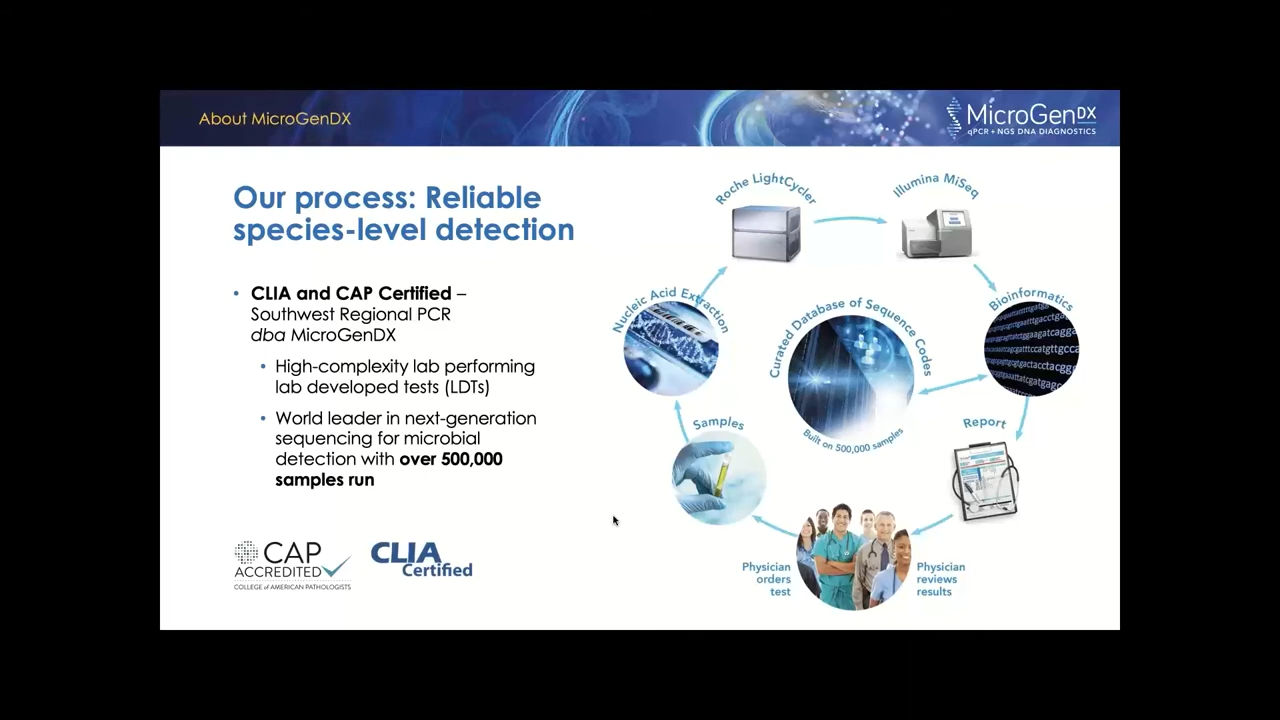 About MicroGenDX
MicroGenDX
qPCR + NGS DNA DIAGNOSTICS
Our process: Reliable
species-level detection
• CLIA and CAP Certified –
Southwest Regional PCR
dba MicroGenDX
• High-complexity lab performing
lab developed tests (LDTs)
• World leader in next-generation
sequencing for microbial
detection with over 500,000
samples run
CAP
ACCREDITED
COLLEGE of AMERICAN PATHOLOGISTS
CLIA
Certified
Roche LightCycler
Illumina MiSeq
Nucleic Acid Extraction
Curated Database of Sequence Codes
Built on 500,000 samples
Bioinformatics
Samples
Report
Physician
orders
test
Physician
reviews
results